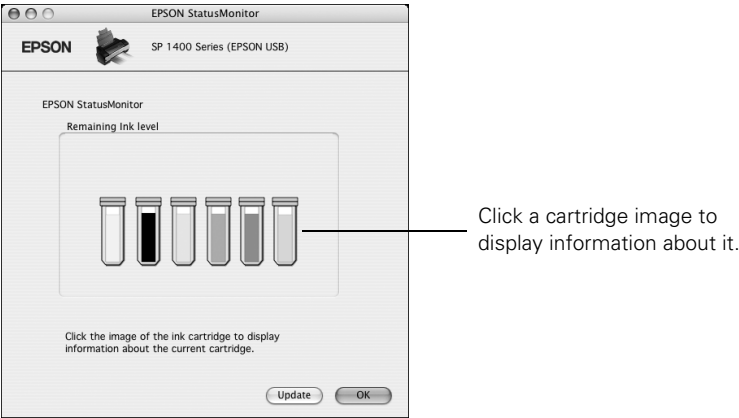 EPSON StatusMonitor
EPSON
SP 1400 Series (EPSON USB)
EPSON StatusMonitor
Remaining Ink level
Click a cartridge image to
display information about it.
Click the image of the ink cartridge to display
information about the current cartridge.
Update
OK